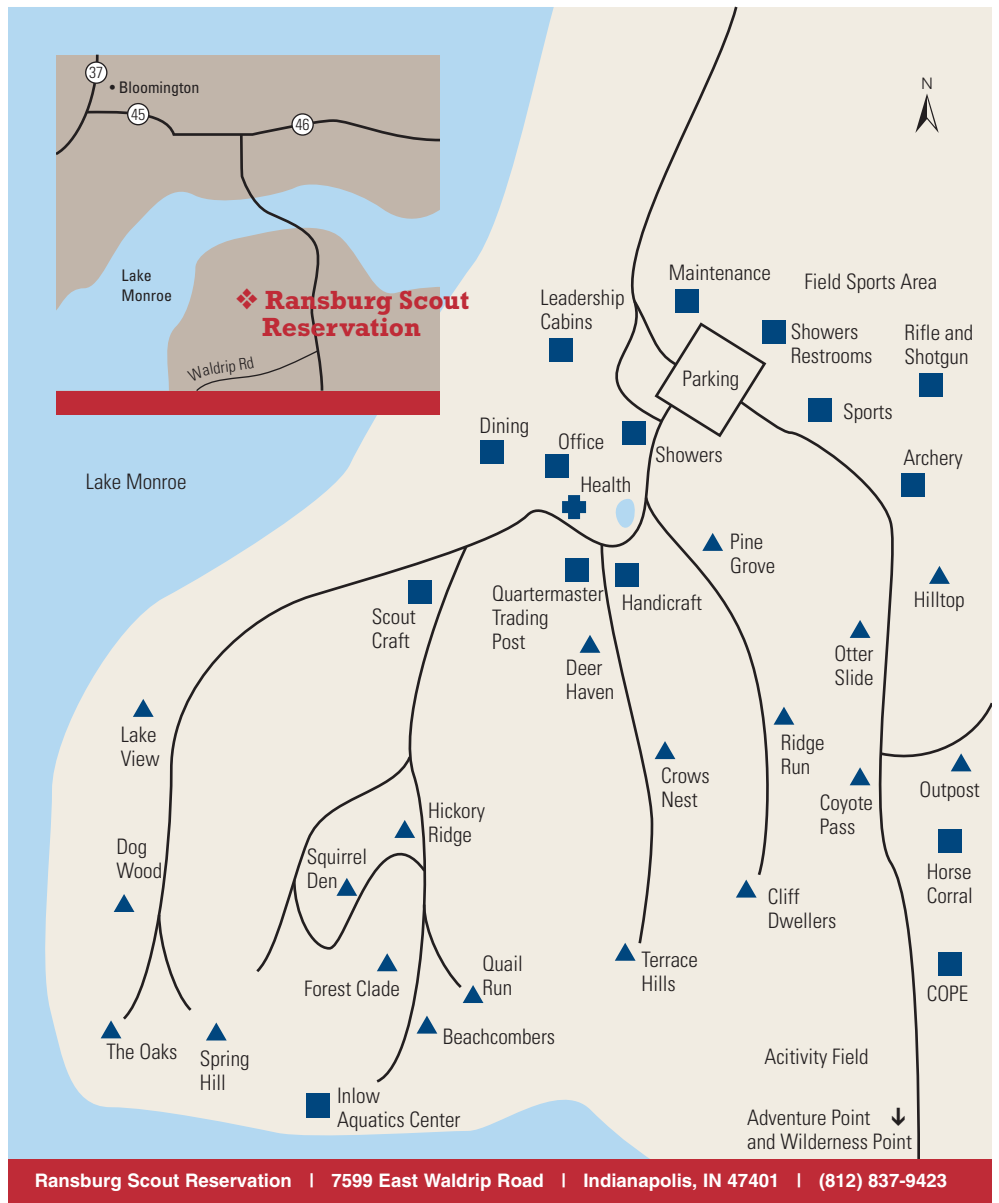 37
• Bloomington
45
46
Lake
Monroe
❖ Ransburg Scout
Reservation
Waldrip Rd
N
Maintenance
Field Sports Area
Leadership
Cabins
Showers
Restrooms
Rifle and
Shotgun
Parking
Sports
Dining
Office
Showers
Health
Archery
Lake Monroe
Pine
Grove
Hilltop
Scout
Craft
Quartermaster
Trading
Post
Handicraft
Deer
Haven
Otter
Slide
Lake
View
Crows
Nest
Ridge
Run
Coyote
Pass
Outpost
Hickory
Ridge
Dog
Wood
Squirrel
Den
Horse
Corral
Cliff
Dwellers
Forest Clade
Quail
Run
Terrace
Hills
COPE
The Oaks
Spring
Hill
Beachcombers
Acitivity Field
Inlow
Aquatics Center
Adventure Point
and Wilderness Point
Ransburg Scout Reservation | 7599 East Waldrip Road | Indianapolis, IN 47401 | (812) 837-9423